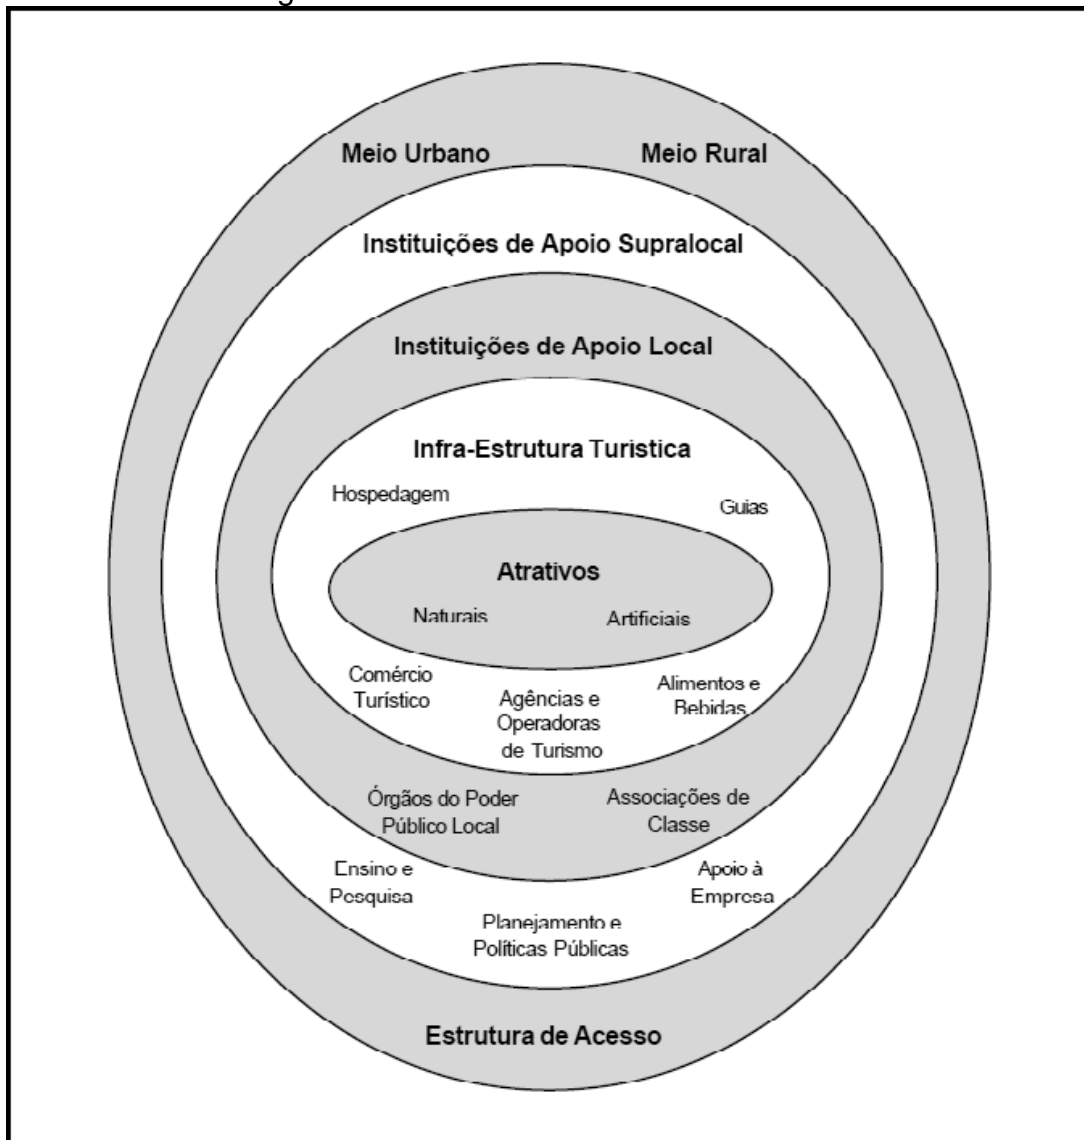 Meio Urbano Meio Rural
Instituições de Apoio Supralocal
Instituições de Apoio Local
Infra-Estrutura Turística
Hospedagem
Guias
Atrativos
Naturais Artificiais
Comércio
Turístico
Agências e
Operadoras
de Turismo
Alimentos e
Bebidas
Órgãos do Poder
Público Local
Associações de
Classe
Ensino e
Pesquisa
Planejamento e
Políticas Públicas
Apoio à
Empresa
Estrutura de Acesso